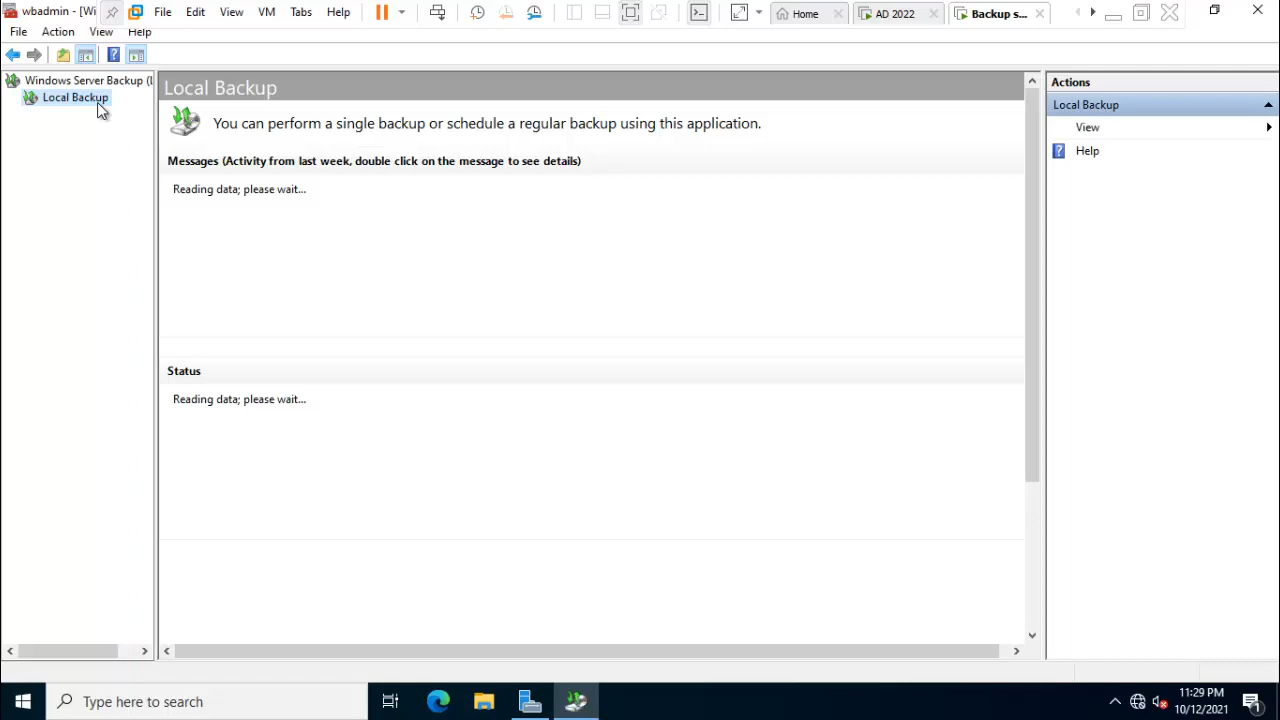 wbadmin - [Wi
File Edit View VM Tabs Help
Home
AD 2022
Backup s...
File Action View Help
Windows Server Backup (l
Local Backup
Local Backup
You can perform a single backup or schedule a regular backup using this application.
Messages (Activity from last week, double click on the message to see details)
Reading data; please wait...
Status
Reading data; please wait...
Actions
Local Backup
View
Help
Type here to search
11:29 PM
10/12/2021
1